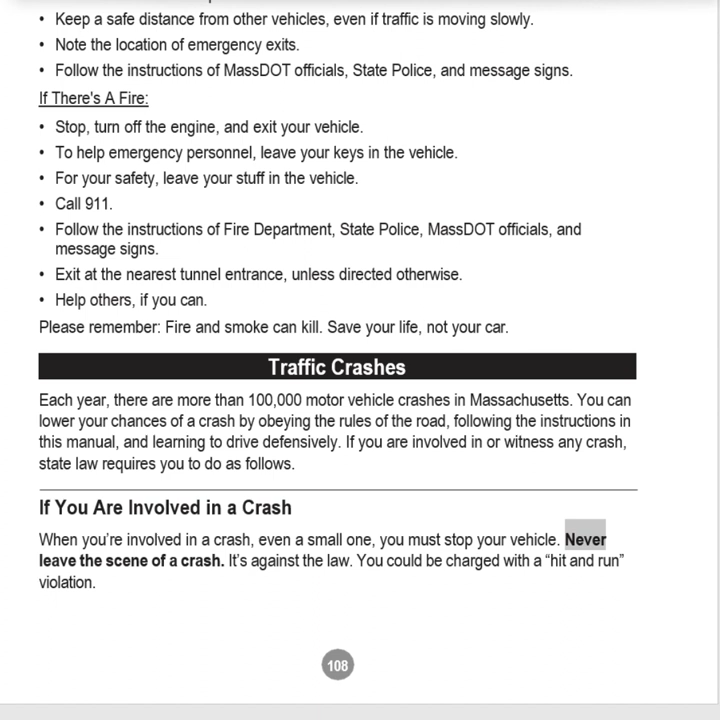 • Keep a safe distance from other vehicles, even if traffic is moving slowly.
• Note the location of emergency exits.
• Follow the instructions of MassDOT officials, State Police, and message signs.
If There's A Fire:
• Stop, turn off the engine, and exit your vehicle.
• To help emergency personnel, leave your keys in the vehicle.
• For your safety, leave your stuff in the vehicle.
• Call 911.
• Follow the instructions of Fire Department, State Police, MassDOT officials, and
message signs.
• Exit at the nearest tunnel entrance, unless directed otherwise.
• Help others, if you can.
Please remember: Fire and smoke can kill. Save your life, not your car.
Traffic Crashes
Each year, there are more than 100,000 motor vehicle crashes in Massachusetts. You can
lower your chances of a crash by obeying the rules of the road, following the instructions in
this manual, and learning to drive defensively. If you are involved in or witness any crash,
state law requires you to do as follows.
If You Are Involved in a Crash
When you’re involved in a crash, even a small one, you must stop your vehicle. Never
leave the scene of a crash. It’s against the law. You could be charged with a “hit and run”
violation.
108